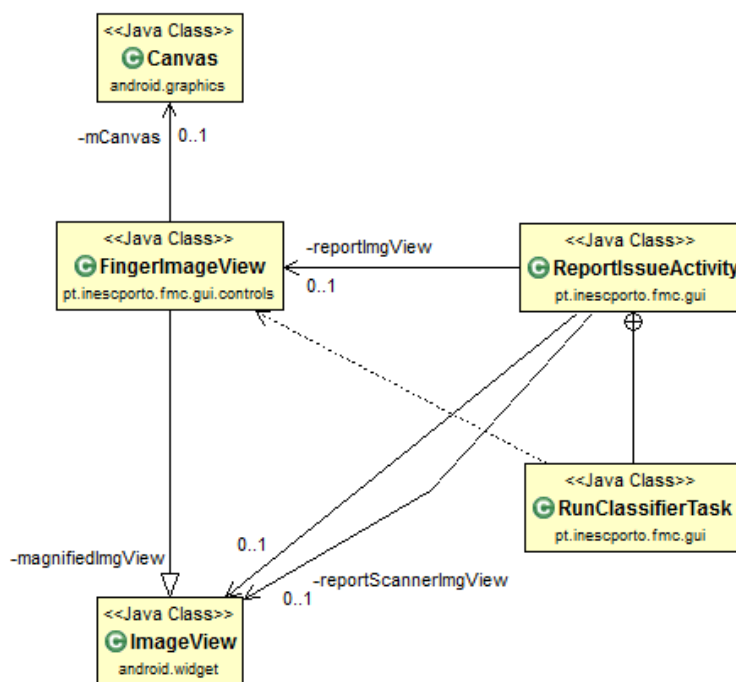 <<Java Class>>
Canvas
android.graphics
-mCanvas
0..1
<<Java Class>>
FingerImageView
pt.inescporto.fmc.gui.controls
-reportImgView
0..1
<<Java Class>>
ReportIssueActivity
pt.inescporto.fmc.gui
<<Java Class>>
RunClassifierTask
pt.inescporto.fmc.gui
-magnifiedImgView
0..1
-reportScannerImgView
0..1
<<Java Class>>
ImageView
android.widget